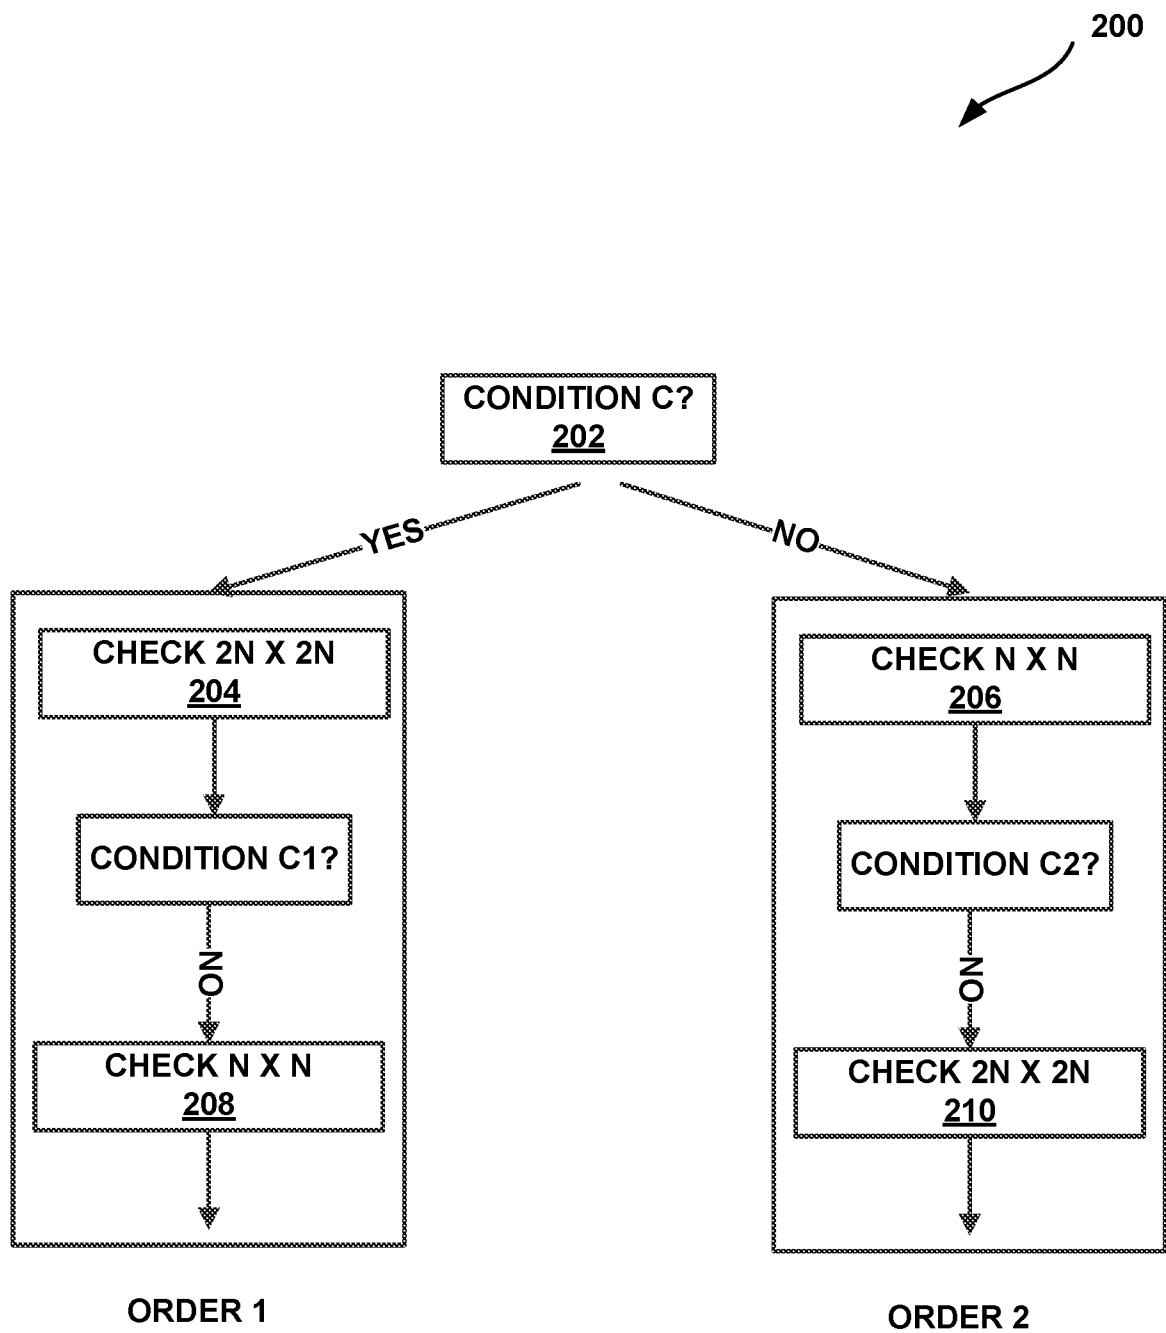 200
CONDITION C?
202
YES
NO
CHECK 2N X 2N
204
CONDITION C1?
NO
CHECK N X N
208
ORDER 1
CHECK N X N
206
CONDITION C2?
NO
CHECK 2N X 2N
210
ORDER 2